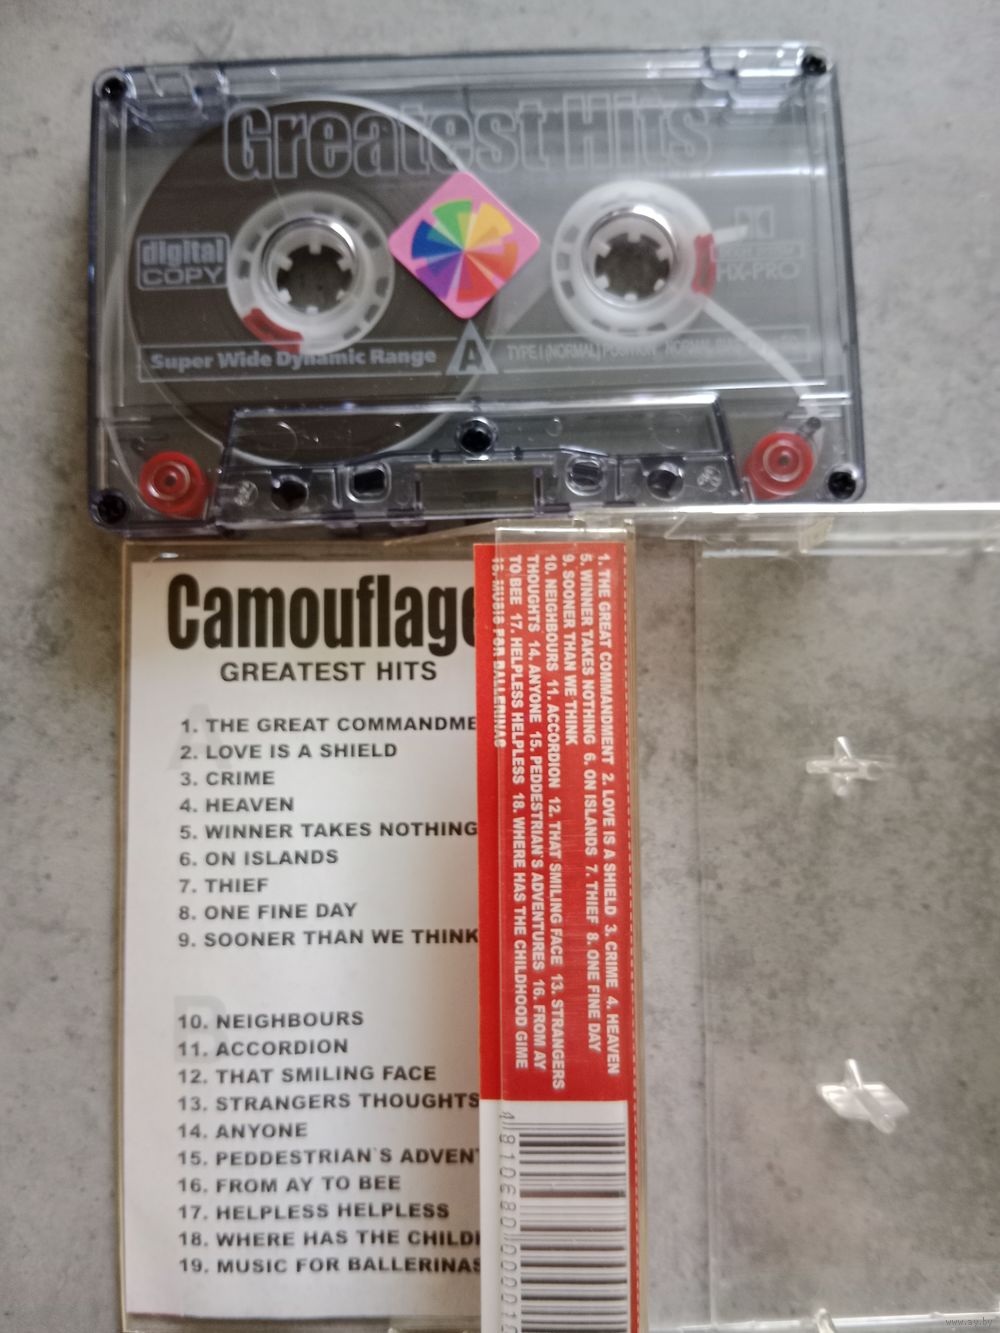 Greatest Hits
digital
COPY
HX-PRO
Super Wide Dynamic Range
A
TYPE I (NORMAL) POSITION
Camouflage
GREATEST HITS
A
1. THE GREAT COMMANDME
2. LOVE IS A SHIELD
3. CRIME
4. HEAVEN
5. WINNER TAKES NOTHING
6. ON ISLANDS
7. THIEF
8. ONE FINE DAY
9. SOONER THAN WE THINK
B
10. NEIGHBOURS
11. ACCORDION
12. THAT SMILING FACE
13. STRANGERS THOUGHTS
14. ANYONE
15. PEDDESTRIAN`S ADVENT
16. FROM AY TO BEE
17. HELPLESS HELPLESS
18. WHERE HAS THE CHILD
19. MUSIC FOR BALLERINAS
1. THE GREAT COMMANDMENT 2. LOVE IS A SHIELD 3. CRIME 4. HEAVEN
5. WINNER TAKES NOTHING 6. ON ISLANDS 7. THIEF 8. ONE FINE DAY
9. SOONER THAN WE THINK
10. NEIGHBOURS 11. ACCORDION 12. THAT SMILING FACE 13. STRANGERS
THOUGHTS 14. ANYONE 15. PEDDESTRIAN`S ADVENTURES 16. FROM AY
TO BEE 17. HELPLESS HELPLESS 18. WHERE HAS THE CHILDHOOD GIME
19. MUSIC FOR BALLERINAS
4 810680 000010
www.ay.by